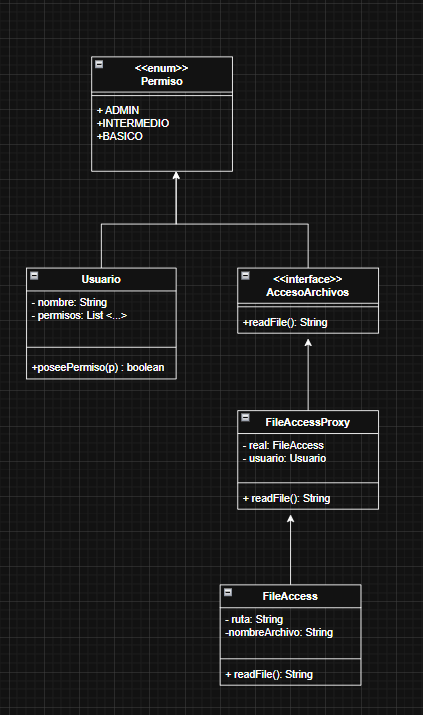 <<enum>>
Permiso
+ ADMIN
+INTERMEDIO
+BASICO
Usuario
- nombre: String
- permisos: List <...>
+poseePermiso(p) : boolean
<<interface>>
AccesoArchivos
+readFile(): String
FileAccessProxy
- real: FileAccess
- usuario: Usuario
+ readFile(): String
FileAccess
- ruta: String
-nombreArchivo: String
+ readFile(): String